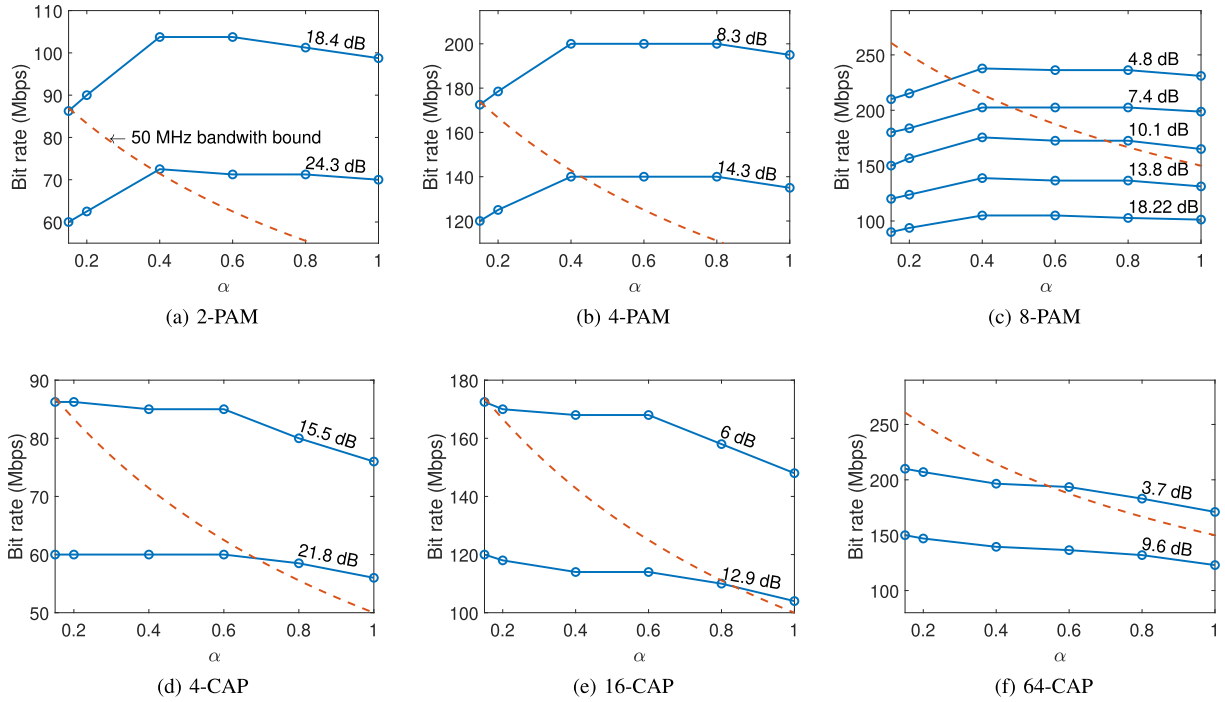 110
100
90
80
70
60
Bit rate (Mbps)
18.4 dB
← 50 MHz bandwith bound
24.3 dB
0.2 0.4 0.6 0.8 1
α
(a) 2-PAM
200
180
160
140
120
Bit rate (Mbps)
8.3 dB
14.3 dB
0.2 0.4 0.6 0.8 1
α
(b) 4-PAM
250
200
150
100
Bit rate (Mbps)
4.8 dB
7.4 dB
10.1 dB
13.8 dB
18.22 dB
0.2 0.4 0.6 0.8 1
α
(c) 8-PAM
90
80
70
60
50
Bit rate (Mbps)
15.5 dB
21.8 dB
0.2 0.4 0.6 0.8 1
α
(d) 4-CAP
180
160
140
120
100
Bit rate (Mbps)
6 dB
12.9 dB
0.2 0.4 0.6 0.8 1
α
(e) 16-CAP
250
200
150
100
Bit rate (Mbps)
3.7 dB
9.6 dB
0.2 0.4 0.6 0.8 1
α
(f) 64-CAP